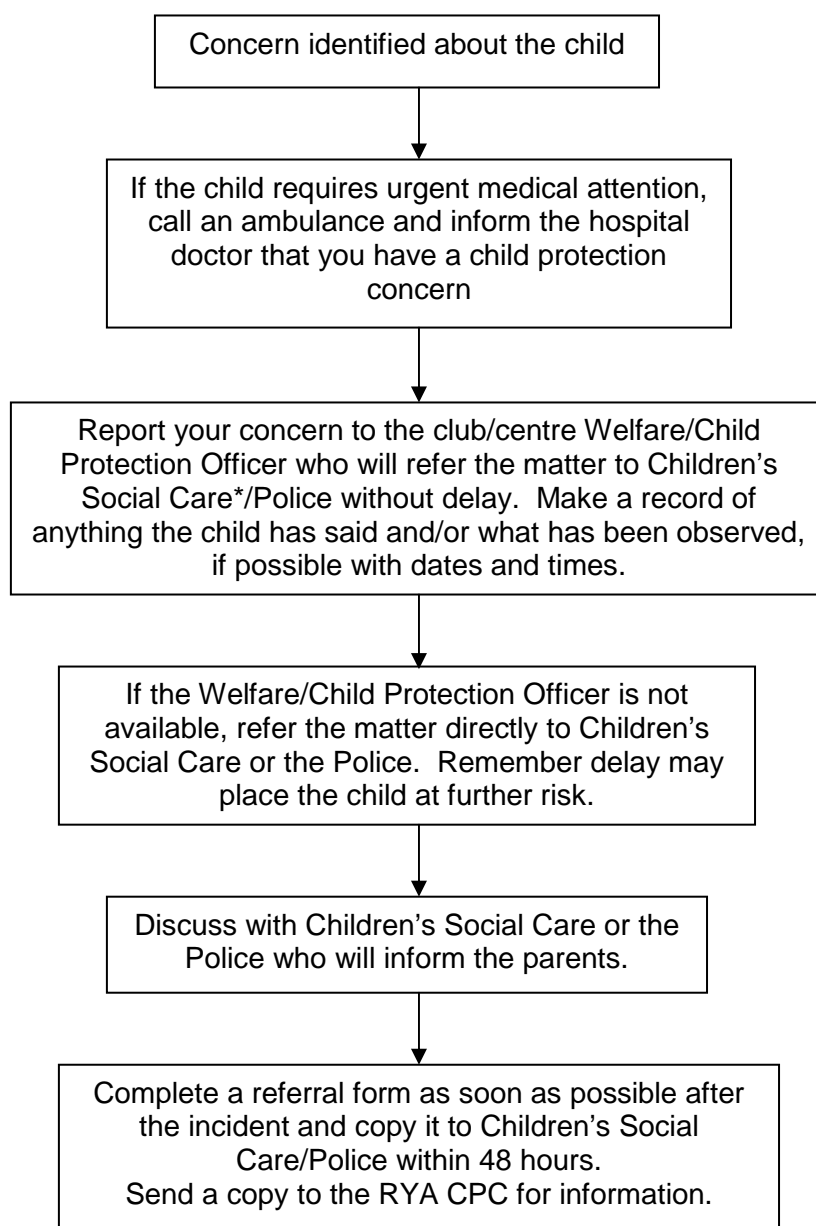 Concern identified about the child
If the child requires urgent medical attention,
call an ambulance and inform the hospital
doctor that you have a child protection
concern
Report your concern to the club/centre Welfare/Child
Protection Officer who will refer the matter to Children’s
Social Care*/Police without delay.  Make a record of
anything the child has said and/or what has been observed,
if possible with dates and times.
If the Welfare/Child Protection Officer is not
available, refer the matter directly to Children’s
Social Care or the Police.  Remember delay may
place the child at further risk.
Discuss with Children’s Social Care or the
Police who will inform the parents.
Complete a referral form as soon as possible after
the incident and copy it to Children’s Social
Care/Police within 48 hours.
Send a copy to the RYA CPC for information.